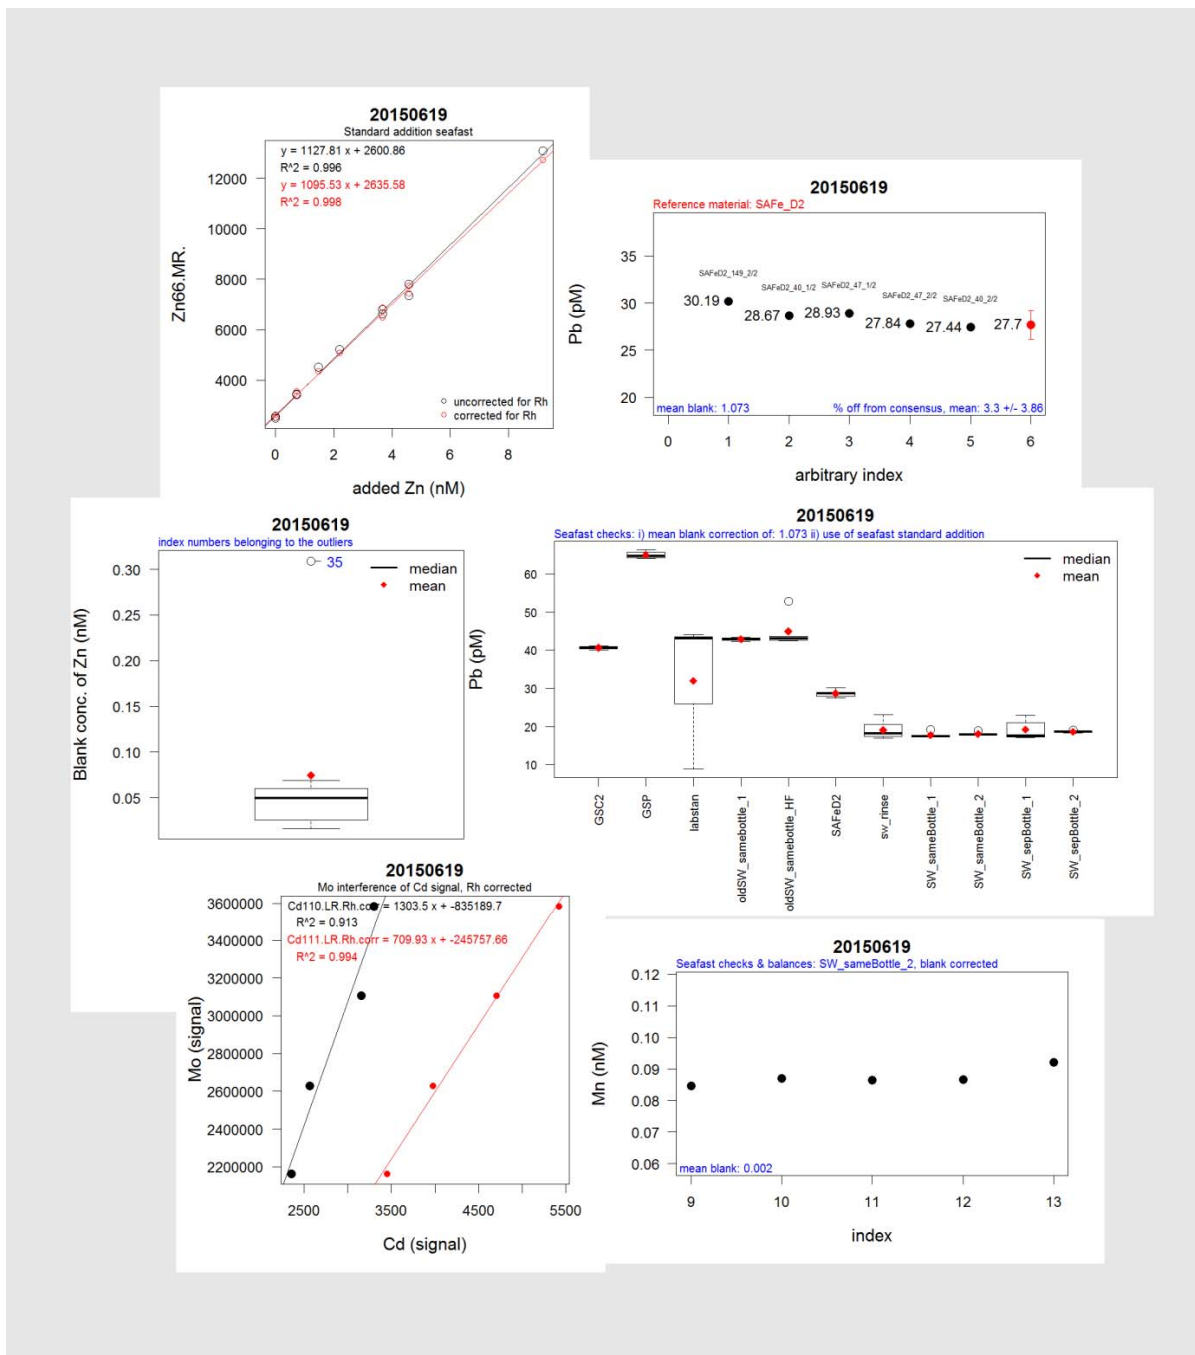 20150619
Standard addition seafast
y = 1127.81 x + 2600.86
R^2 = 0.996
y = 1095.53 x + 2635.58
R^2 = 0.998
12000
10000
8000
6000
4000
Zn66.MR.
uncorrected for Rh
corrected for Rh
0 2 4 6 8
added Zn (nM)
20150619
Reference material: SAFe_D2
35
30
25
20
Pb (pM)
SAFeD2_149_2/2
SAFeD2_40_1/2
SAFeD2_47_1/2
SAFeD2_47_2/2
SAFeD2_40_2/2
30.19
28.67
28.93
27.84
27.44
27.7
mean blank: 1.073
% off from consensus, mean: 3.3 +/- 3.86
0 1 2 3 4 5 6
arbitrary index
20150619
index numbers belonging to the outliers
35
median
mean
0.30
0.25
0.20
0.15
0.10
0.05
Blank conc. of Zn (nM)
20150619
Seafast checks: i) mean blank correction of: 1.073 ii) use of seafast standard addition
median
mean
60
50
40
30
20
10
Pb (pM)
GSC2
GSP
labstan
oldSW_samebottle_1
oldSW_samebottle_HF
SAFeD2
sw_rinse
SW_sameBottle_1
SW_sameBottle_2
SW_sepBottle_1
SW_sepBottle_2
20150619
Mo interference of Cd signal, Rh corrected
Cd110.LR.Rh.corr = 1303.5 x + -835189.7
R^2 = 0.913
Cd111.LR.Rh.corr = 709.93 x + -245757.66
R^2 = 0.994
3600000
3400000
3200000
3000000
2800000
2600000
2400000
2200000
Mo (signal)
2500 3500 4500 5500
Cd (signal)
20150619
Seafast checks & balances: SW_sameBottle_2, blank corrected
0.12
0.11
0.10
0.09
0.08
0.07
0.06
Mn (nM)
mean blank: 0.002
9 10 11 12 13
index